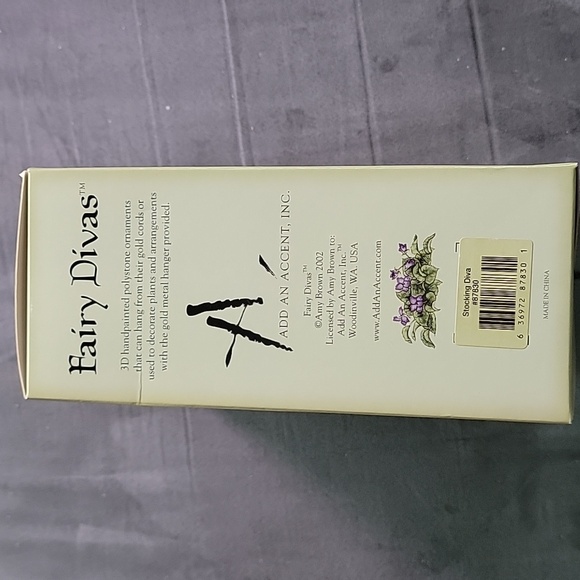 Fairy Divas™
3D handpainted polystone ornaments
that can hang from their gold cords or
used to decorate plants and arrangements
with the gold metal hanger provided.
A
ADD AN ACCENT, INC.
Fairy Divas™
©Amy Brown 2002
Licensed by Amy Brown to:
Add An Accent, Inc.™
Woodinville, WA USA
www.AddAnAccent.com
Stocking Diva
#87830
6 36972 87830 1
MADE IN CHINA